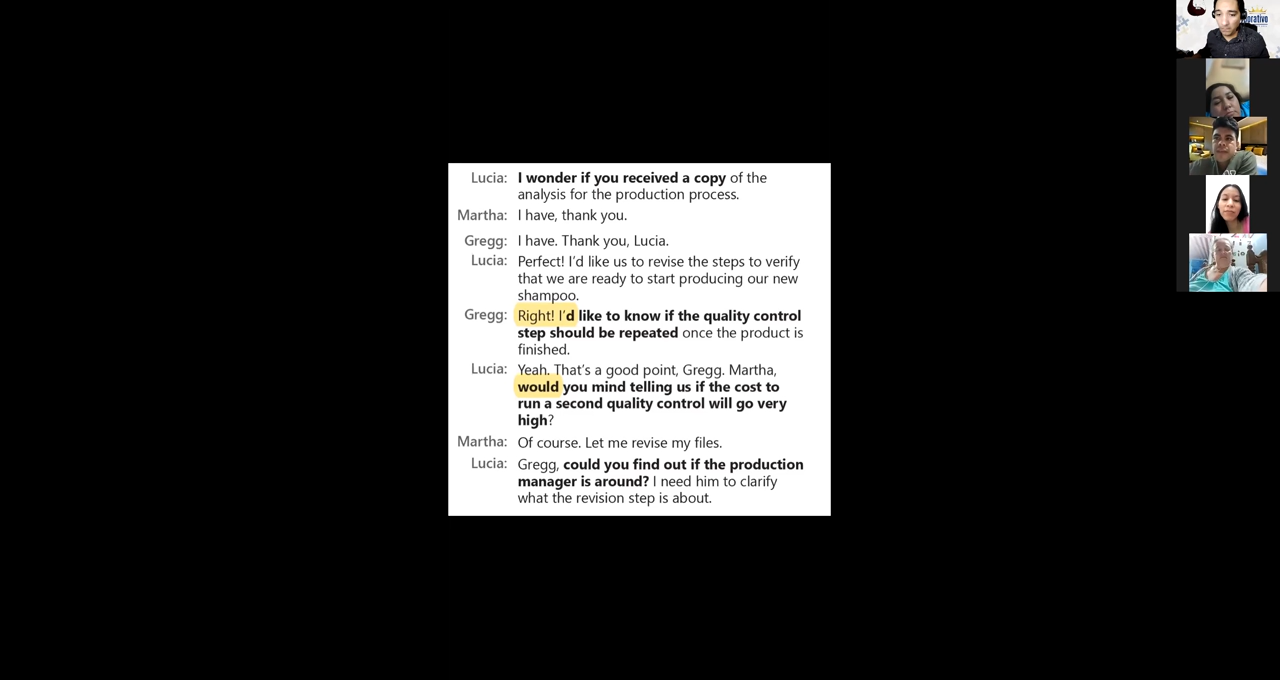 orativo
Lucia: I wonder if you received a copy of the
analysis for the production process.
Martha: I have, thank you.
Gregg: I have. Thank you, Lucia.
Lucia: Perfect! I'd like us to revise the steps to verify
that we are ready to start producing our new
shampoo.
Gregg: Right! I'd like to know if the quality control
step should be repeated once the product is
finished.
Lucia: Yeah. That's a good point, Gregg. Martha,
would you mind telling us if the cost to
run a second quality control will go very
high?
Martha: Of course. Let me revise my files.
Lucia: Gregg, could you find out if the production
manager is around? I need him to clarify
what the revision step is about.